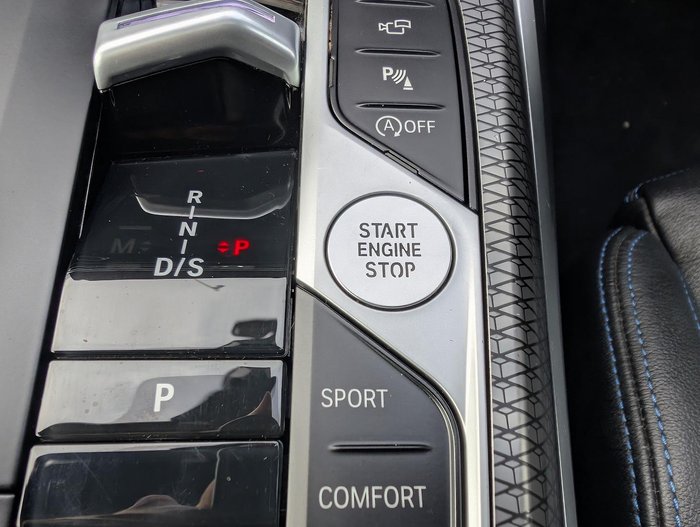 P
A OFF
R
N
M
P
D/S
START
ENGINE
STOP
P
SPORT
COMFORT